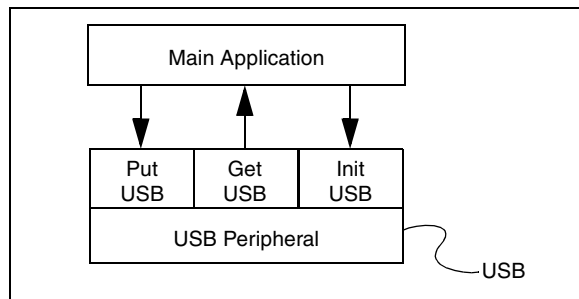 Main Application
Put
USB
Get
USB
Init
USB
USB Peripheral
USB